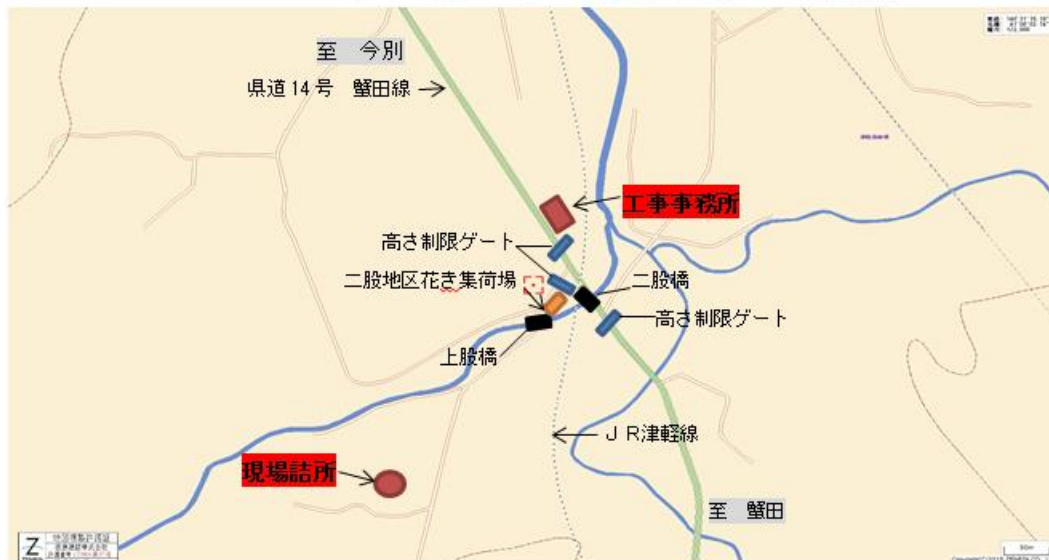 至　今別
県道14号　蟹田線
工事事務所
高さ制限ゲート
二股地区花き集荷場
二股橋
高さ制限ゲート
上股橋
ＪＲ津軽線
現場詰所
至　蟹田
Z
50m